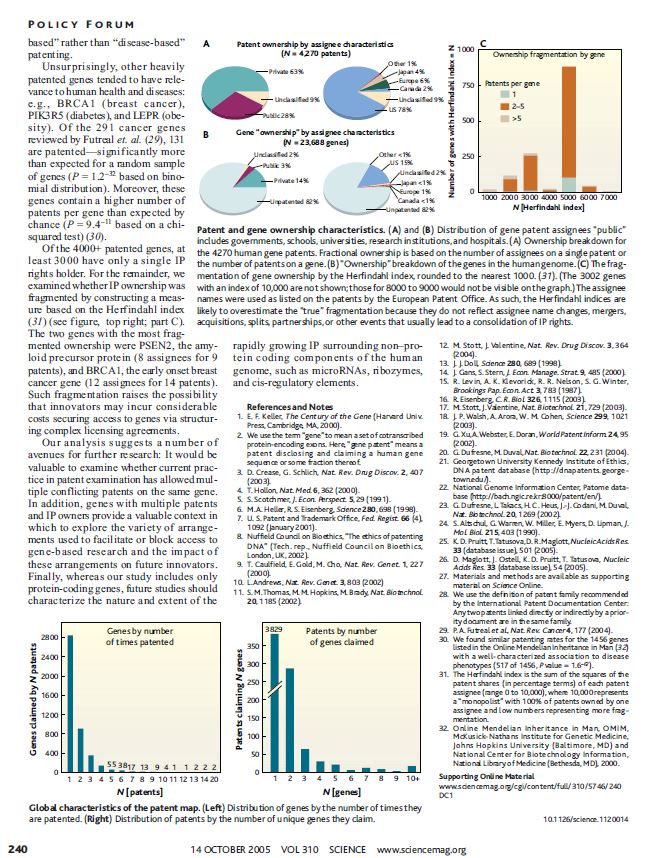 POLICY FORUM
based” rather than “disease-based”
patenting.
Unsurprisingly, other heavily
patented genes tended to have rele-
vance to human health and diseases:
e.g., BRCA1 (breast cancer),
PIK3R5 (diabetes), and LEPR (obe-
sity). Of the 291 cancer genes
reviewed by Futreal et. al. (29), 131
are patented—significantly more
than expected for a random sample
of genes (P = 1.2⁻³² based on bino-
mial distribution). Moreover, these
genes contain a higher number of
patents per gene than expected by
chance (P = 9.4⁻¹¹ based on a chi-
squared test) (30).
Of the 4000+ patented genes, at
least 3000 have only a single IP
rights holder. For the remainder, we
examined whether IP ownership was
fragmented by constructing a meas-
ure based on the Herfindahl index
(31) (see figure, top right; part C).
The two genes with the most frag-
mented ownership were PSEN2, the amy-
loid precursor protein (8 assignees for 9
patents), and BRCA1, the early onset breast
cancer gene (12 assignees for 14 patents).
Such fragmentation raises the possibility
that innovators may incur considerable
costs securing access to genes via structur-
ing complex licensing agreements.
Our analysis suggests a number of
avenues for further research: It would be
valuable to examine whether current prac-
tice in patent examination has allowed mul-
tiple conflicting patents on the same gene.
In addition, genes with multiple patents
and IP owners provide a valuable context in
which to explore the variety of arrange-
ments used to facilitate or block access to
gene-based research and the impact of
these arrangements on future innovators.
Finally, whereas our study includes only
protein-coding genes, future studies should
characterize the nature and extent of the
A
Patent ownership by assignee characteristics
(N = 4,270 patents)
Private 63%
Unclassified 9%
Public 28%
Other 1%
Japan 4%
Europe 6%
Canada 2%
Unclassified 9%
US 78%
B
Gene “ownership” by assignee characteristics
(N = 23,688 genes)
Unclassified 2%
Public 3%
Private 14%
Unpatented 82%
Other <1%
US 15%
Unclassified 2%
Japan <1%
Europe 1%
Canada <1%
Unpatented 82%
C
Ownership fragmentation by gene
Number of genes with Herfindahl index = N
1000
750
500
250
0
Patents per gene
1
2–5
>5
1000 2000 3000 4000 5000 6000 7000
N [Herfindahl index]
Patent and gene ownership characteristics. (A) and (B) Distribution of gene patent assignees “public”
includes governments, schools, universities, research institutions, and hospitals. (A) Ownership breakdown for
the 4270 human gene patents. Fractional ownership is based on the number of assignees on a single patent or
the number of patents on a gene. (B) “Ownership” breakdown of the genes in the human genome. (C) The frag-
mentation of gene ownership by the Herfindahl index, rounded to the nearest 1000. (31). (The 3002 genes
with an index of 10,000 are not shown; those for 8000 to 9000 would not be visible on the graph.) The assignee
names were used as listed on the patents by the European Patent Office. As such, the Herfindahl indices are
likely to overestimate the “true” fragmentation because they do not reflect assignee name changes, mergers,
acquisitions, splits, partnerships, or other events that usually lead to a consolidation of IP rights.
rapidly growing IP surrounding non–pro-
tein coding components of the human
genome, such as microRNAs, ribozymes,
and cis-regulatory elements.
References and Notes
1. E. F. Keller, The Century of the Gene (Harvard Univ.
Press, Cambridge, MA, 2000).
2. We use the term “gene” to mean a set of cotranscribed
protein-encoding exons. Here, “gene patent” means a
patent disclosing and claiming a human gene
sequence or some fraction thereof.
3. D. Crease, G. Schlich, Nat. Rev. Drug Discov. 2, 407
(2003).
4. T. Hollon, Nat. Med. 6, 362 (2000).
5. S. Scotchmer, J. Econ. Perspect. 5, 29 (1991).
6. M.A. Heller, R. S. Eisenberg, Science 280, 698 (1998).
7. U. S. Patent and Trademark Office, Fed. Regist. 66 (4),
1092 (January 2001).
8. Nuffield Council on Bioethics, “The ethics of patenting
DNA” (Tech. rep., Nuffield Council on Bioethics,
London, UK, 2002).
9. T. Caulfield, E. Gold, M. Cho, Nat. Rev. Genet. 1, 227
(2000).
10. L. Andrews, Nat. Rev. Genet. 3, 803 (2002)
11. S. M. Thomas, M. M. Hopkins, M. Brady, Nat. Biotechnol.
20, 1185 (2002).
12. M. Stott, J. Valentine, Nat. Rev. Drug Discov. 3, 364
(2004).
13. J. J. Doll, Science 280, 689 (1998).
14. J. Gans, S. Stern, J. Econ. Manage. Strat. 9, 485 (2000).
15. R. Levin, A. K. Klevorick, R. R. Nelson, S. G. Winter,
Brookings Pap. Econ. Act. 3, 783 (1987).
16. R. Eisenberg, C. R. Biol. 326, 1115 (2003).
17. M. Stott, J. Valentine, Nat. Biotechnol. 21, 729 (2003).
18. J. P. Walsh, A. Arora, W. M. Cohen, Science 299, 1021
(2003).
19. G. Xu, A. Webster, E. Doran, World Patent Inform. 24, 95
(2002).
20. G. Dufresne, M. Duval, Nat. Biotechnol. 22, 231 (2004).
21. Georgetown University Kennedy Institute of Ethics,
DNA patent database (http://dnapatents.george-
town.edu/).
22. National Genome Information Center, Patome data-
base (http://bach.ngic.re.kr:8000/patent/en/).
23. G. Dufresne, L. Takacs, H. C. Heus, J.-J. Codani, M. Duval,
Nat. Biotechnol. 20, 1269 (2002).
24. S. Altschul, G. Warren, W. Miller, E. Myers, D. Lipman, J.
Mol. Biol. 215, 403 (1990).
25. K. D. Pruitt, T. Tatusova, D. R. Maglott, Nucleic Acids Res.
33 (database issue), 501 (2005).
26. D. Maglott, J. Ostell, K. D. Pruitt, T. Tatusova, Nucleic
Acids Res. 33 (database issue), 54 (2005).
27. Materials and methods are available as supporting
material on Science Online.
28. We use the definition of patent family recommended
by the International Patent Documentation Center:
Any two patents linked directly or indirectly by a prior-
ity document are in the same family.
29. P. A. Futreal et al., Nat. Rev. Cancer 4, 177 (2004).
30. We found similar patenting rates for the 1456 genes
listed in the Online Mendelian Inheritance in Man (32)
with a well-characterized association to disease
phenotypes (517 of 1456, P value = 1.6⁻⁶²).
31. The Herfindahl index is the sum of the squares of the
patent shares (in percentage terms) of each patent
assignee (range 0 to 10,000), where 10,000 represents
a “monopolist” with 100% of patents owned by one
assignee and low numbers representing more frag-
mentation.
32. Online Mendelian Inheritance in Man, OMIM,
McKusick-Nathans Institute for Genetic Medicine,
Johns Hopkins University (Baltimore, MD) and
National Center for Biotechnology Information,
National Library of Medicine (Bethesda, MD), 2000.
Supporting Online Material
www.sciencemag.org/cgi/content/full/310/5746/240
DC1
10.1126/science.1120014
Genes by number
of times patented
Genes claimed by N patents
2800
2400
2000
1600
1200
800
400
0
55 38 17 13 9 4 1 1 2 2 2
1 2 3 4 5 6 7 8 9 10 11 12 13 14 20
N [patents]
Patents by number
of genes claimed
Patents claiming N genes
3829
350
300
250
200
150
100
50
0
1 2 3 4 5 6 7 8 9 10+
N [genes]
Global characteristics of the patent map. (Left) Distribution of genes by the number of times they
are patented. (Right) Distribution of patents by the number of unique genes they claim.
240
14 OCTOBER 2005 VOL 310 SCIENCE www.sciencemag.org